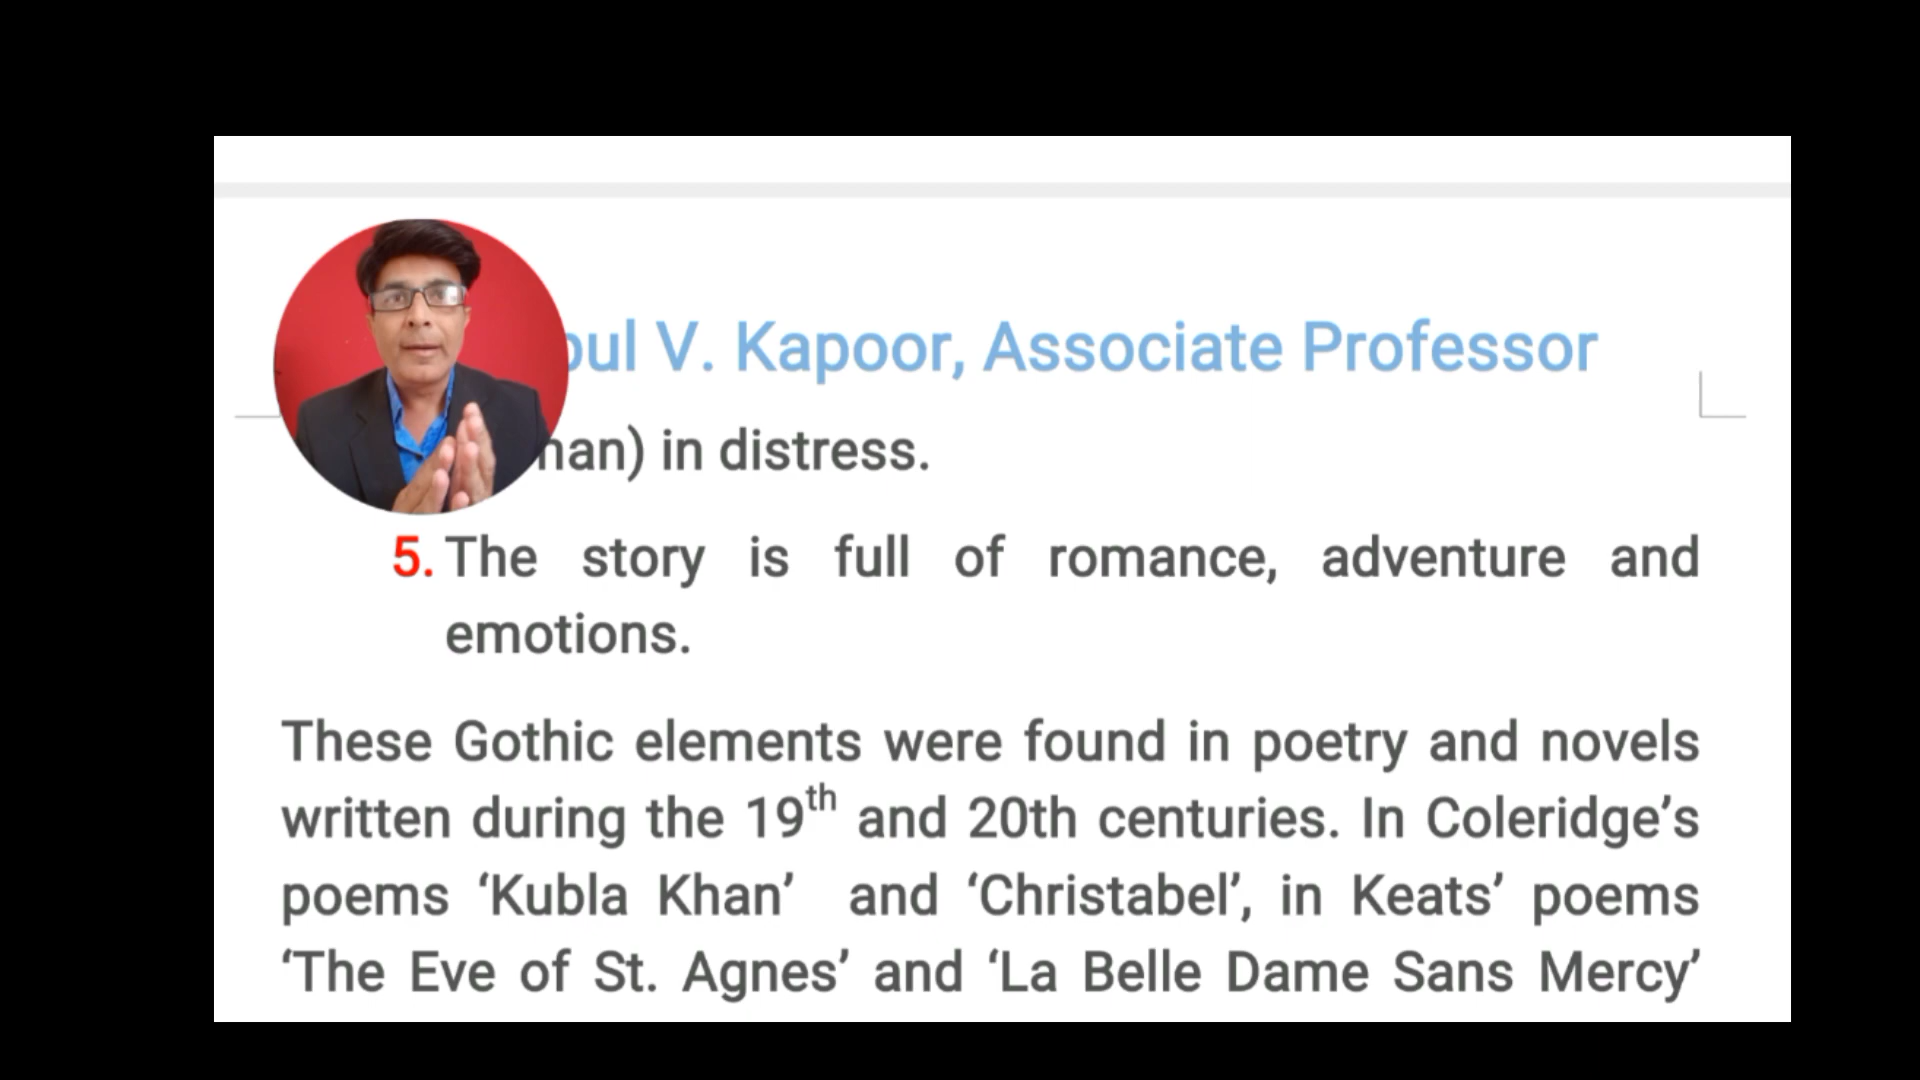 V. Kapoor, Associate Professor
in distress.
5. The story is full of romance, adventure and
emotions.
These Gothic elements were found in poetry and novels
written during the 19th and 20th centuries. In Coleridge’s
poems ‘Kubla Khan’ and ‘Christabel’, in Keats’ poems
‘The Eve of St. Agnes’ and ‘La Belle Dame Sans Mercy’